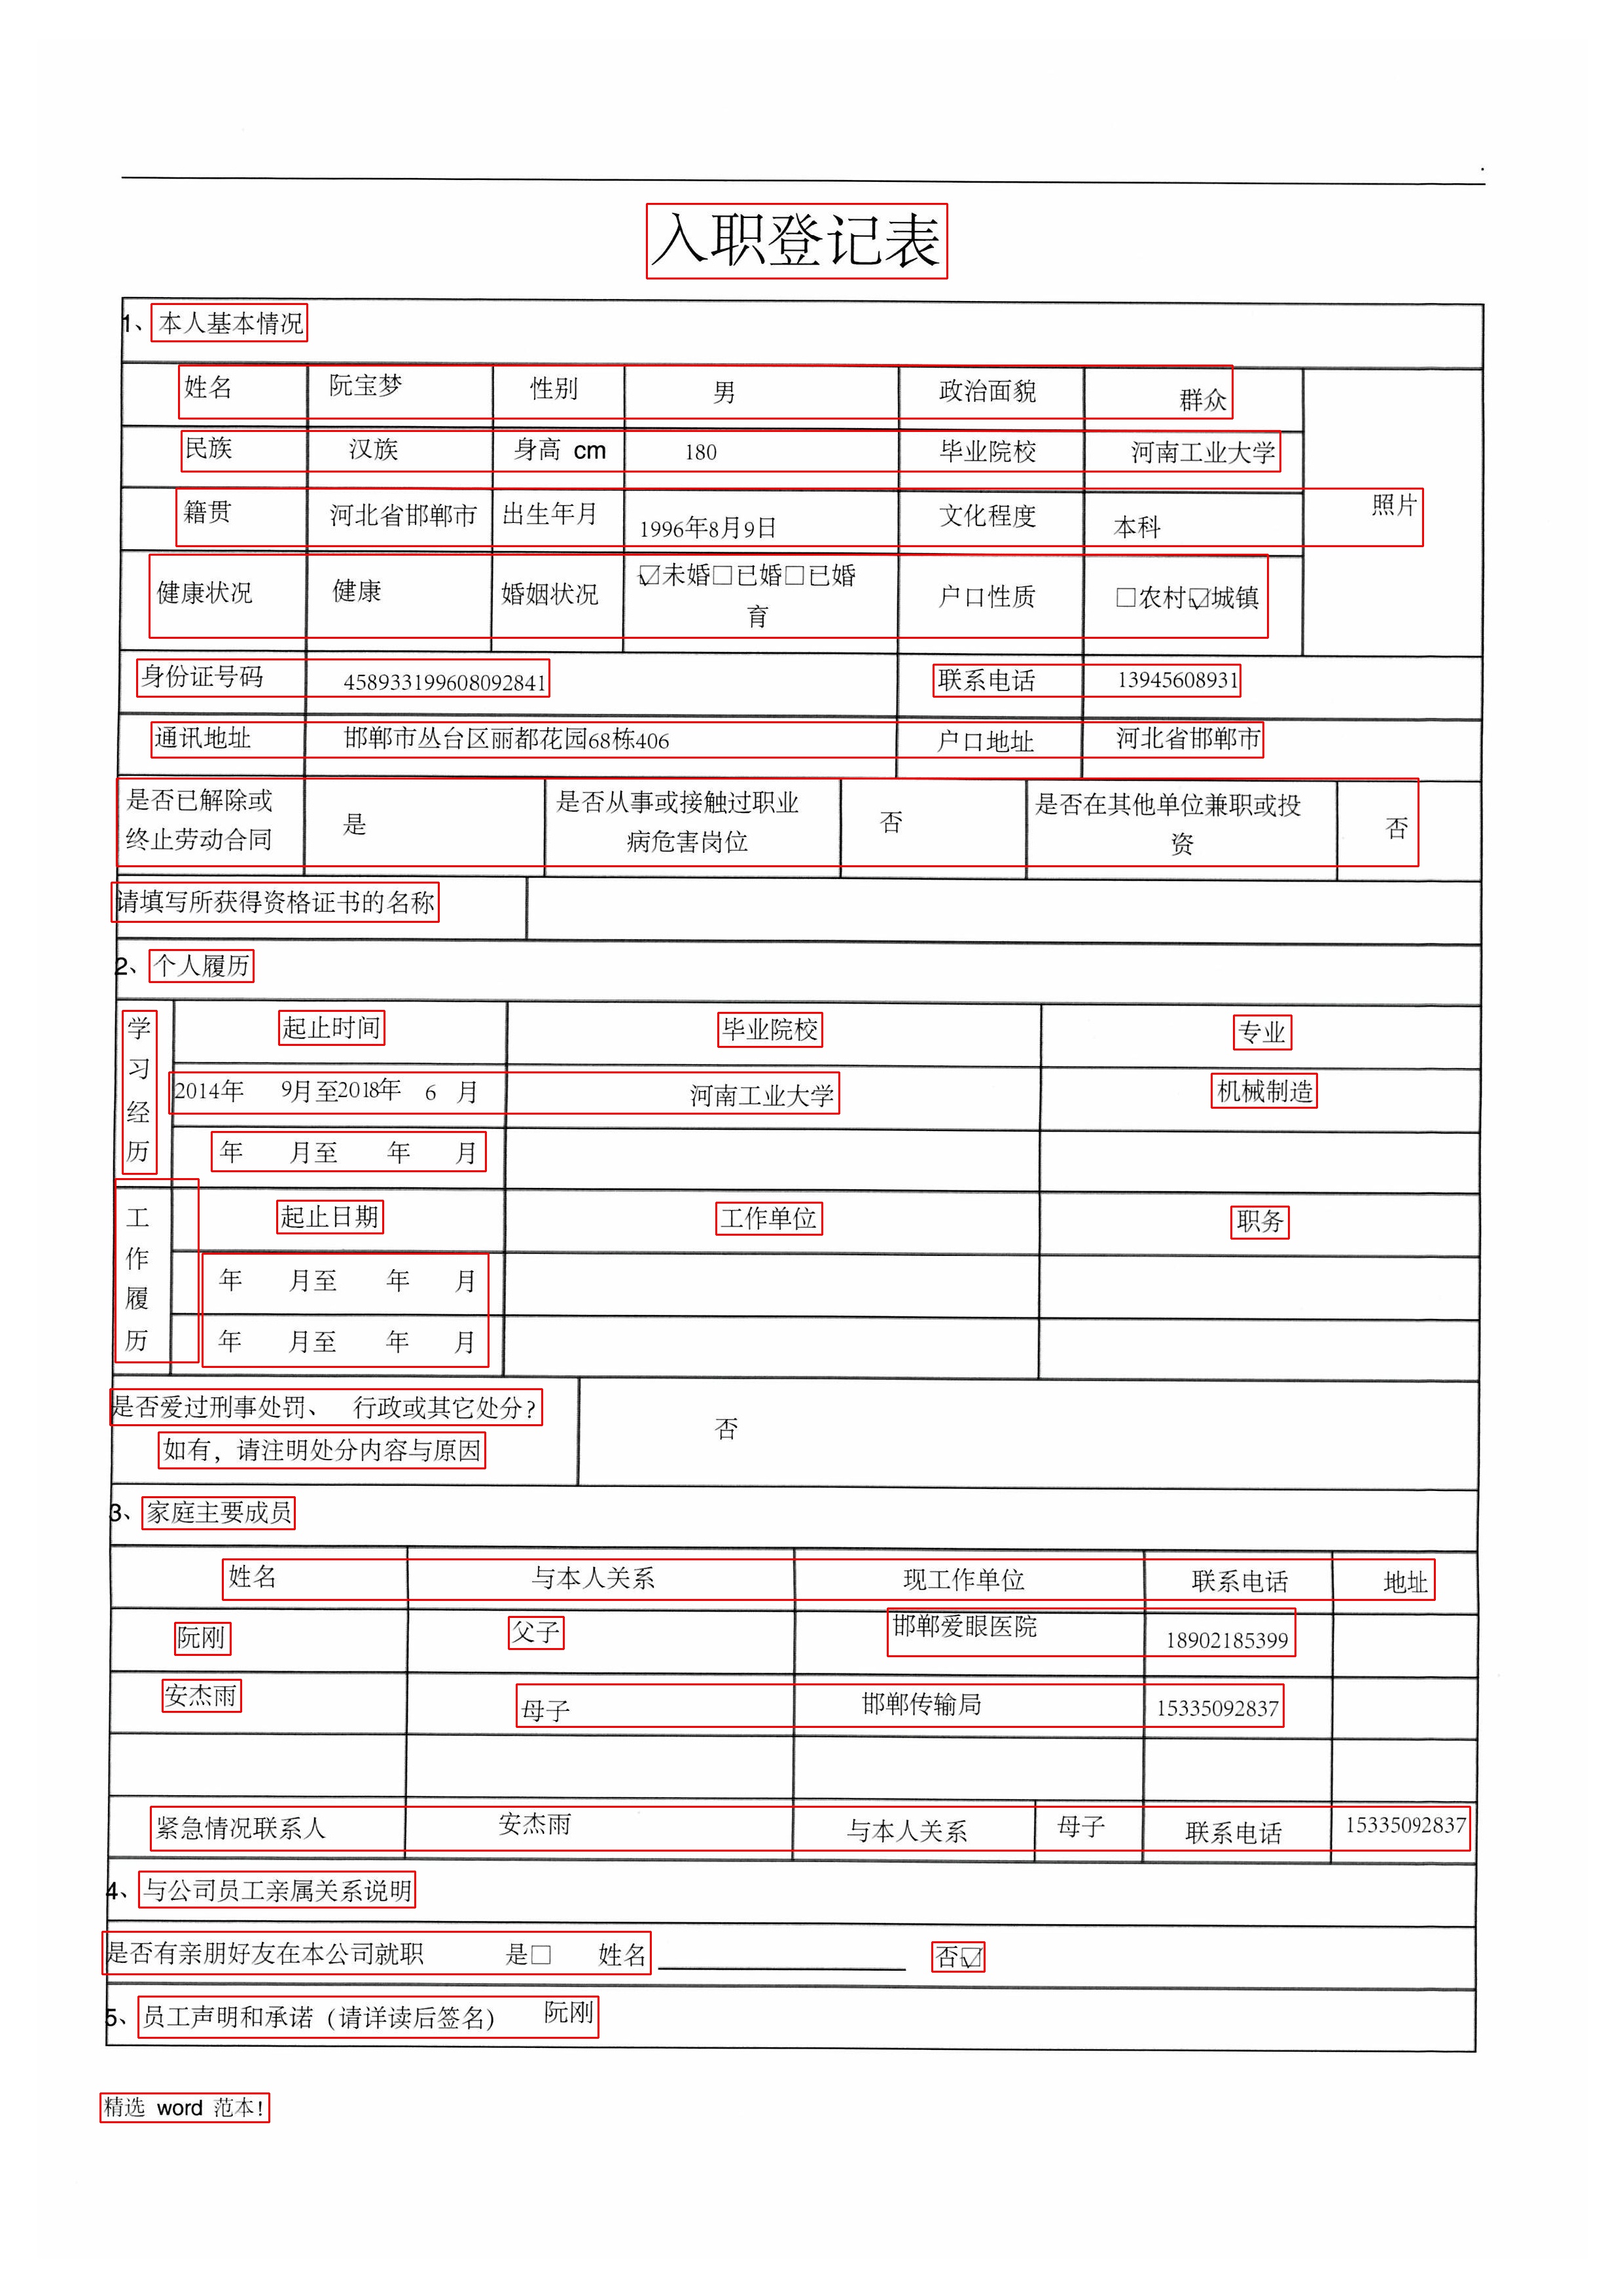 入职登记表
1、本人基本情况
姓名 阮宝梦 性别 男 政治面貌 群众
民族 汉族 身高 cm 180 毕业院校 河南工业大学
籍贯 河北省邯郸市 出生年月 1996年8月9日 文化程度 本科 照片
健康状况 健康 婚姻状况 ☑未婚□已婚□已婚育 户口性质 □农村☑城镇
身份证号码 458933199608092841 联系电话 13945608931
通讯地址 邯郸市丛台区丽都花园68栋406 户口地址 河北省邯郸市
是否已解除或终止劳动合同 是 是否从事或接触过职业病危害岗位 否 是否在其他单位兼职或投资 否
请填写所获得资格证书的名称
2、个人履历
学习经历 起止时间 毕业院校 专业
2014年 9月至2018年 6 月 河南工业大学 机械制造
年 月至 年 月
工作履历 起止日期 工作单位 职务
年 月至 年 月
年 月至 年 月
是否爱过刑事处罚、 行政或其它处分?
如有，请注明处分内容与原因 否
3、家庭主要成员
姓名 与本人关系 现工作单位 联系电话 地址
阮刚 父子 邯郸爱眼医院 18902185399
安杰雨 母子 邯郸传输局 15335092837
紧急情况联系人 安杰雨 与本人关系 母子 联系电话 15335092837
4、与公司员工亲属关系说明
是否有亲朋好友在本公司就职 是□ 姓名 否☑
5、员工声明和承诺（请详读后签名） 阮刚
精选 word 范本!